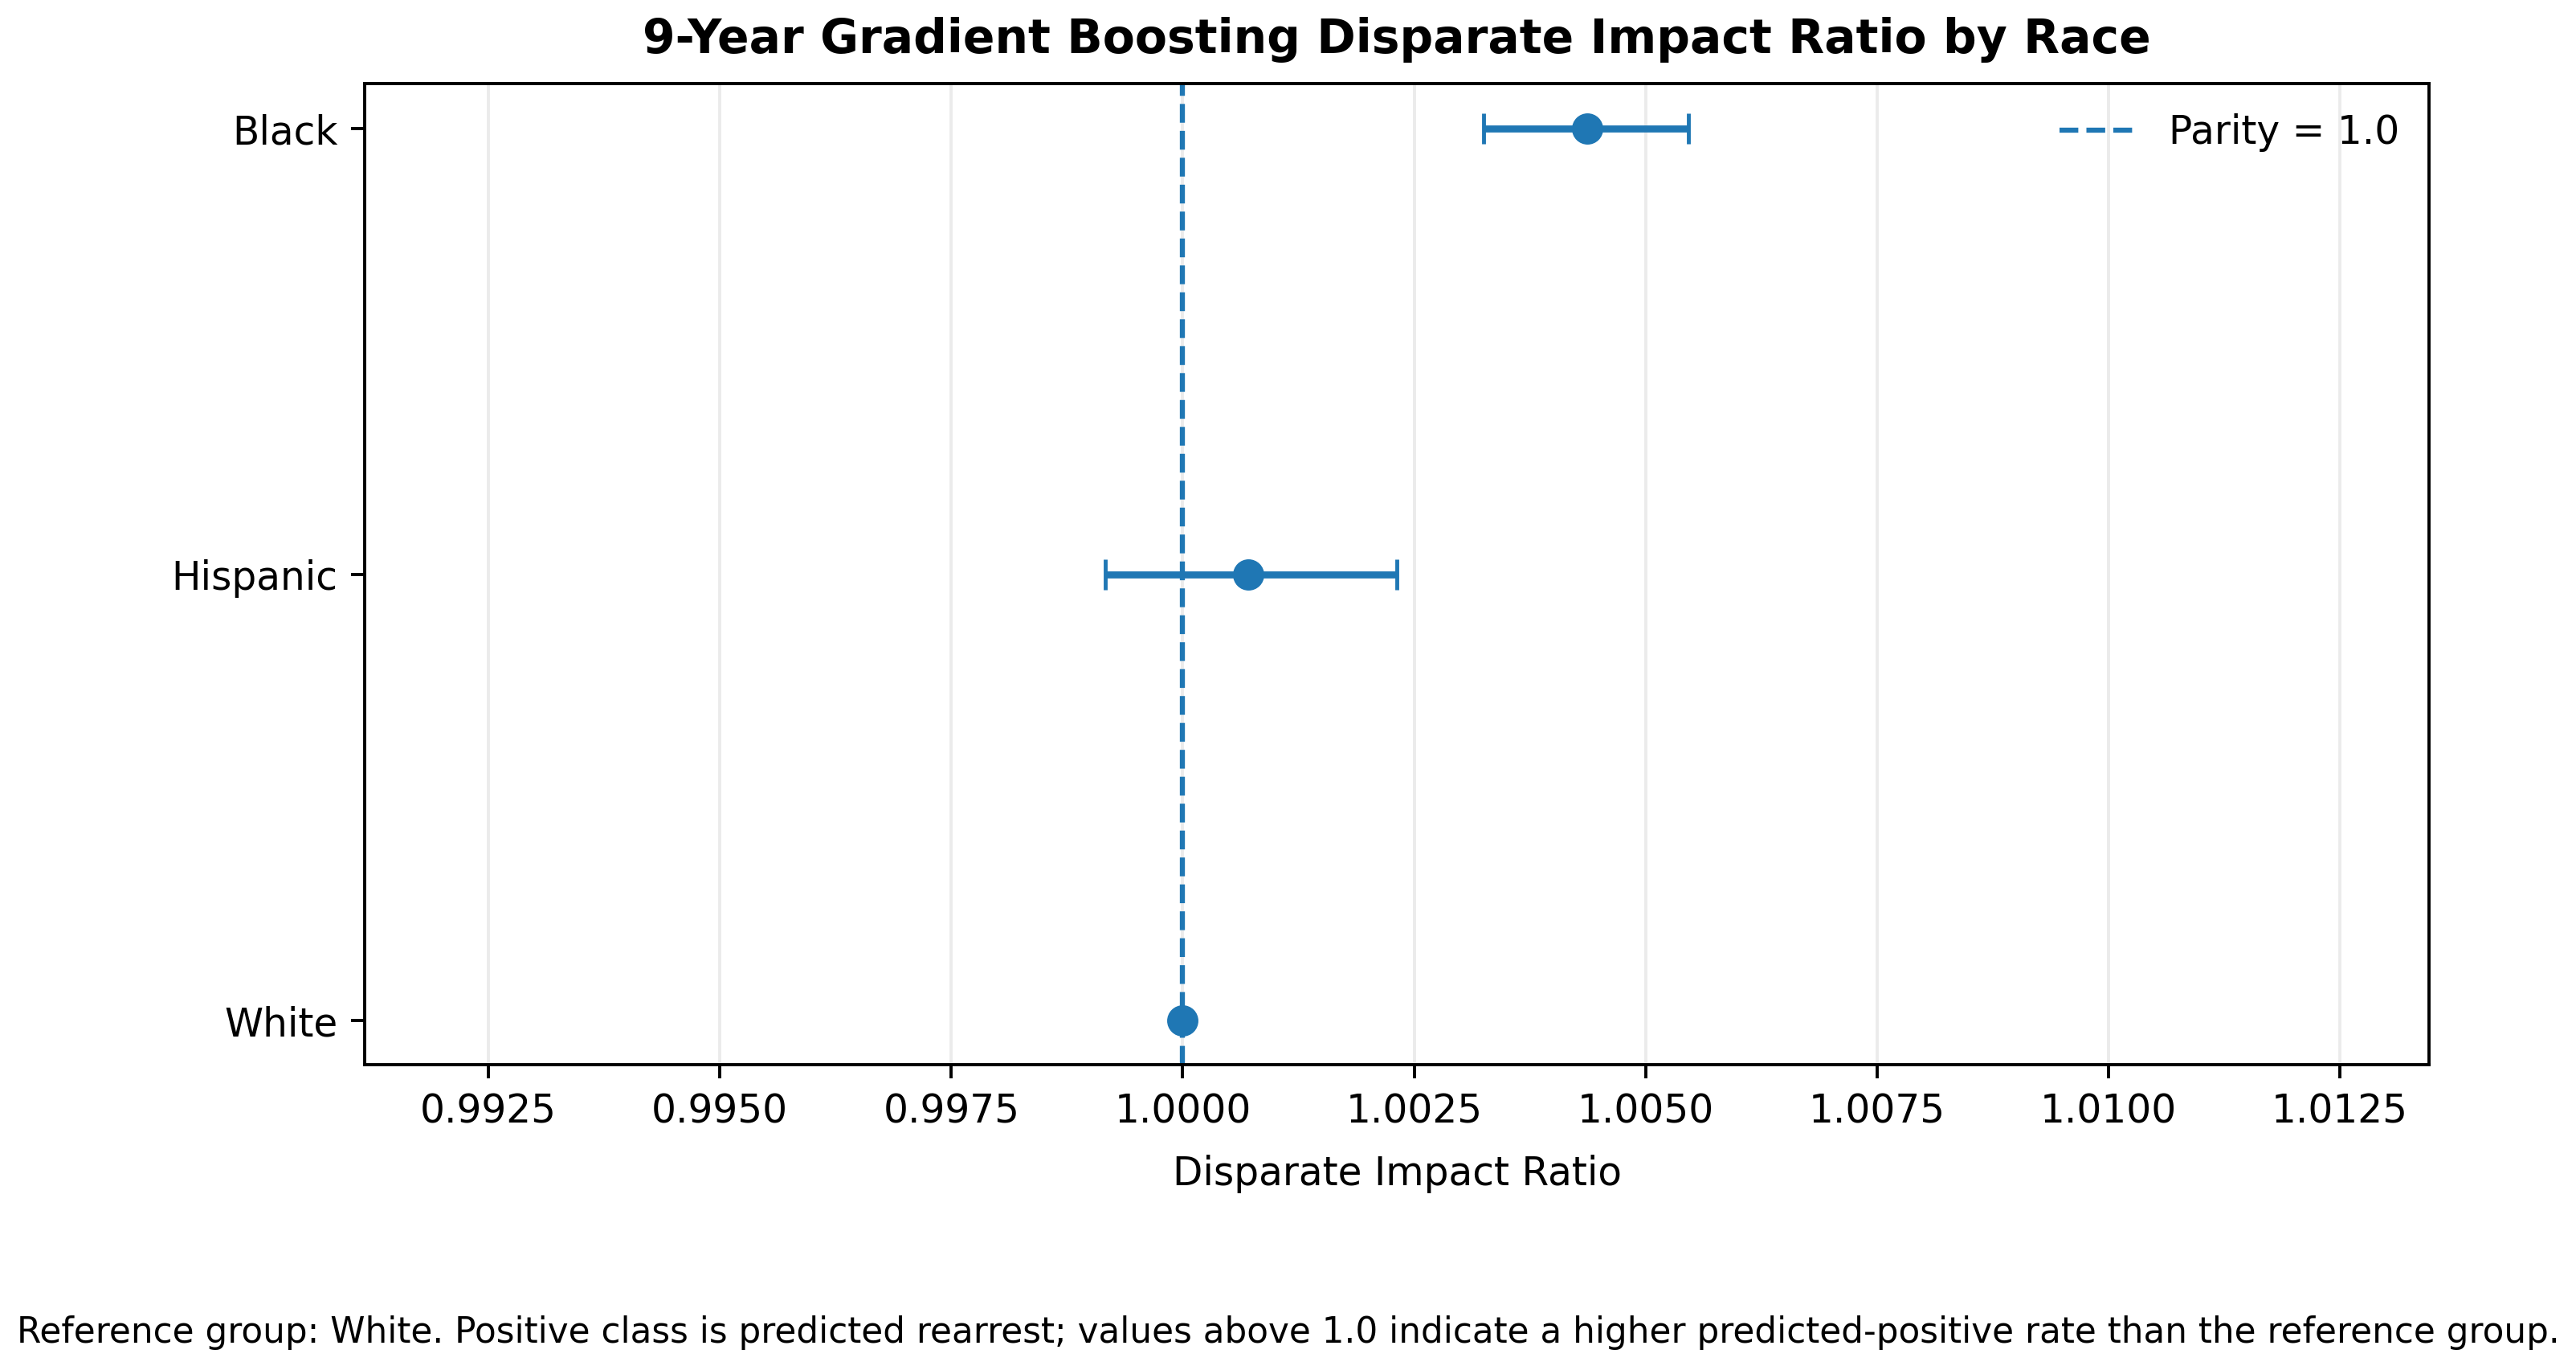 9-Year Gradient Boosting Disparate Impact Ratio by Race
Black
Parity = 1.0
Hispanic
White
0.9925 0.9950 0.9975 1.0000 1.0025 1.0050 1.0075 1.0100 1.0125
Disparate Impact Ratio
Reference group: White. Positive class is predicted rearrest; values above 1.0 indicate a higher predicted-positive rate than the reference group.